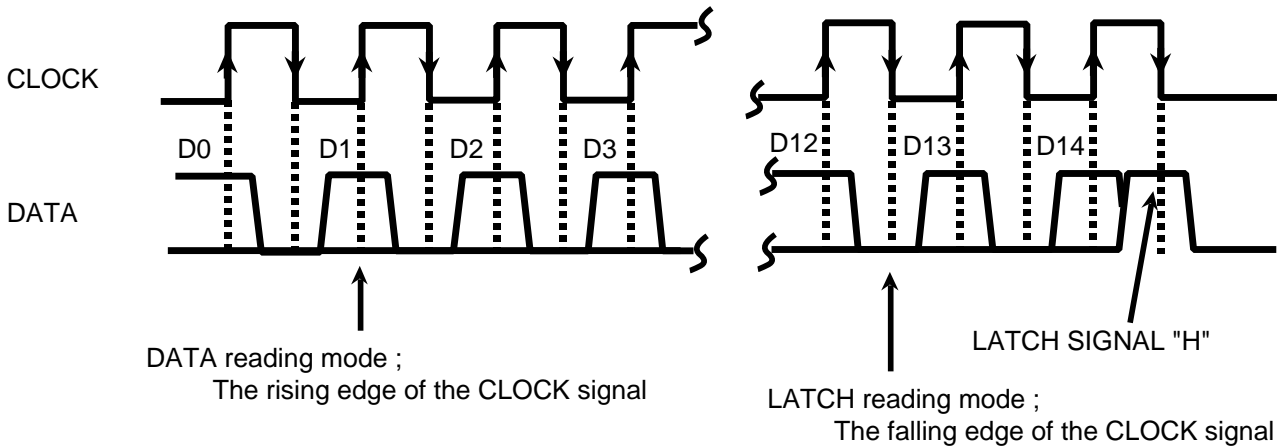 CLOCK
D0
D1
D2
D3
D12
D13
D14
DATA
LATCH SIGNAL "H"
DATA reading mode ;
The rising edge of the CLOCK signal
LATCH reading mode ;
The falling edge of the CLOCK signal